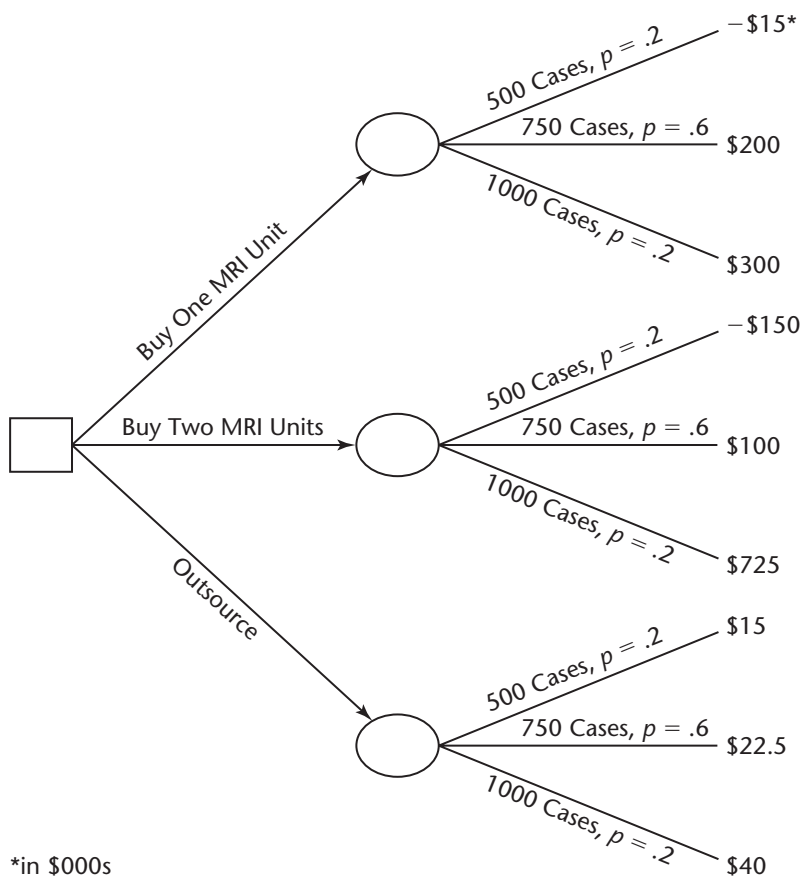 500 Cases, p = .2
−$15*
750 Cases, p = .6
$200
1000 Cases, p = .2
$300
Buy One MRI Unit
500 Cases, p = .2
−$150
Buy Two MRI Units
750 Cases, p = .6
$100
1000 Cases, p = .2
$725
Outsource
500 Cases, p = .2
$15
750 Cases, p = .6
$22.5
1000 Cases, p = .2
$40
*in $000s